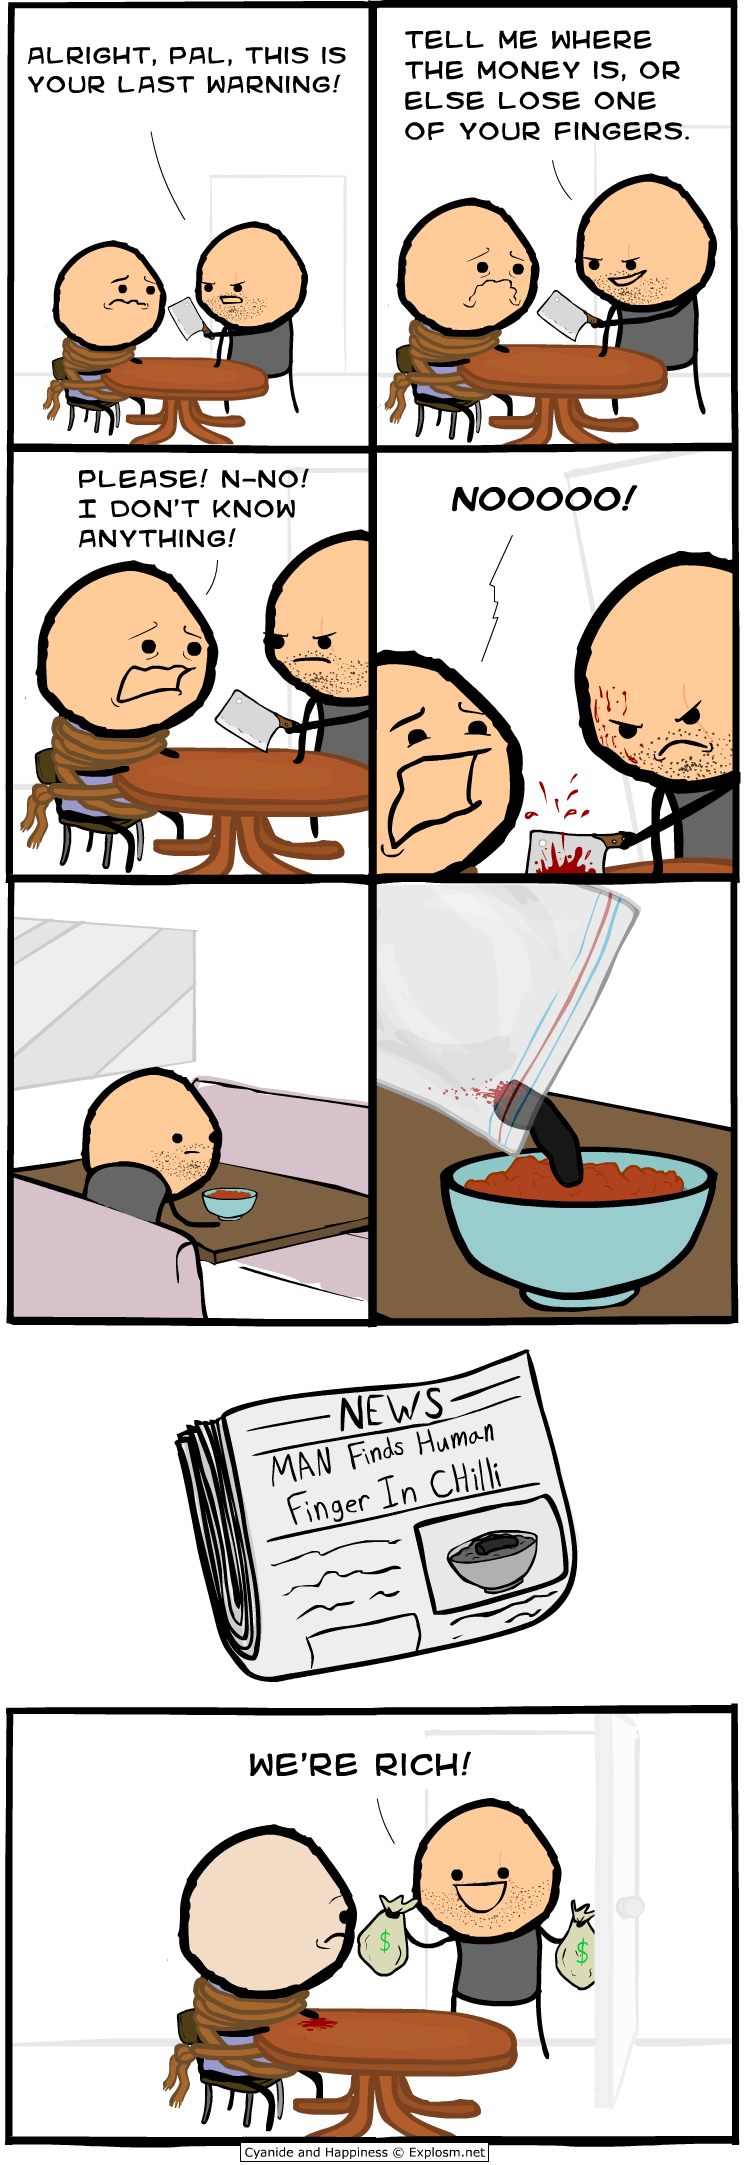 ALRIGHT, PAL, THIS IS
YOUR LAST WARNING!
TELL ME WHERE
THE MONEY IS, OR
ELSE LOSE ONE
OF YOUR FINGERS.
PLEASE! N-NO!
I DON'T KNOW
ANYTHING!
NOOOOO!
NEWS
MAN Finds Human
Finger In CHilli
WE'RE RICH!
$
$
Cyanide and Happiness © Explosm.net